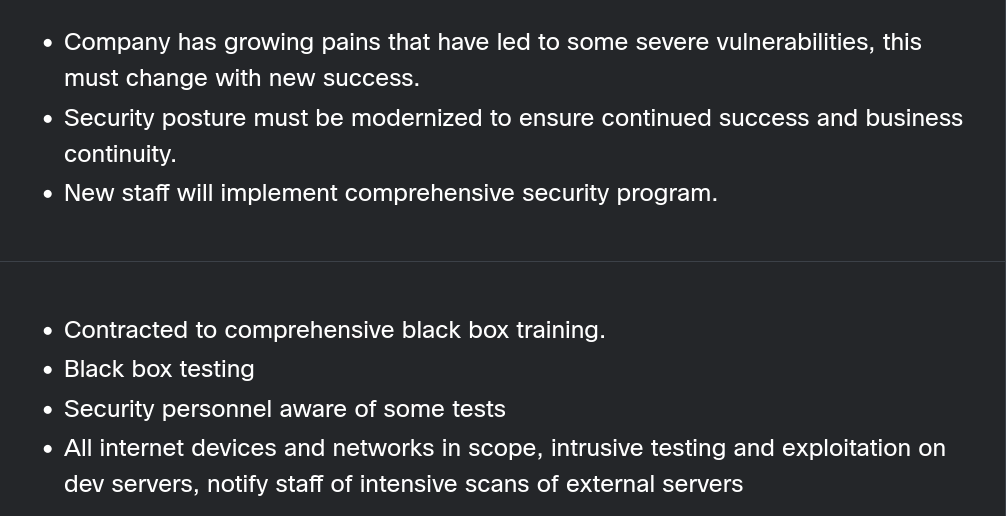 • Company has growing pains that have led to some severe vulnerabilities, this
must change with new success.
• Security posture must be modernized to ensure continued success and business
continuity.
• New staff will implement comprehensive security program.
• Contracted to comprehensive black box training.
• Black box testing
• Security personnel aware of some tests
• All internet devices and networks in scope, intrusive testing and exploitation on
dev servers, notify staff of intensive scans of external servers